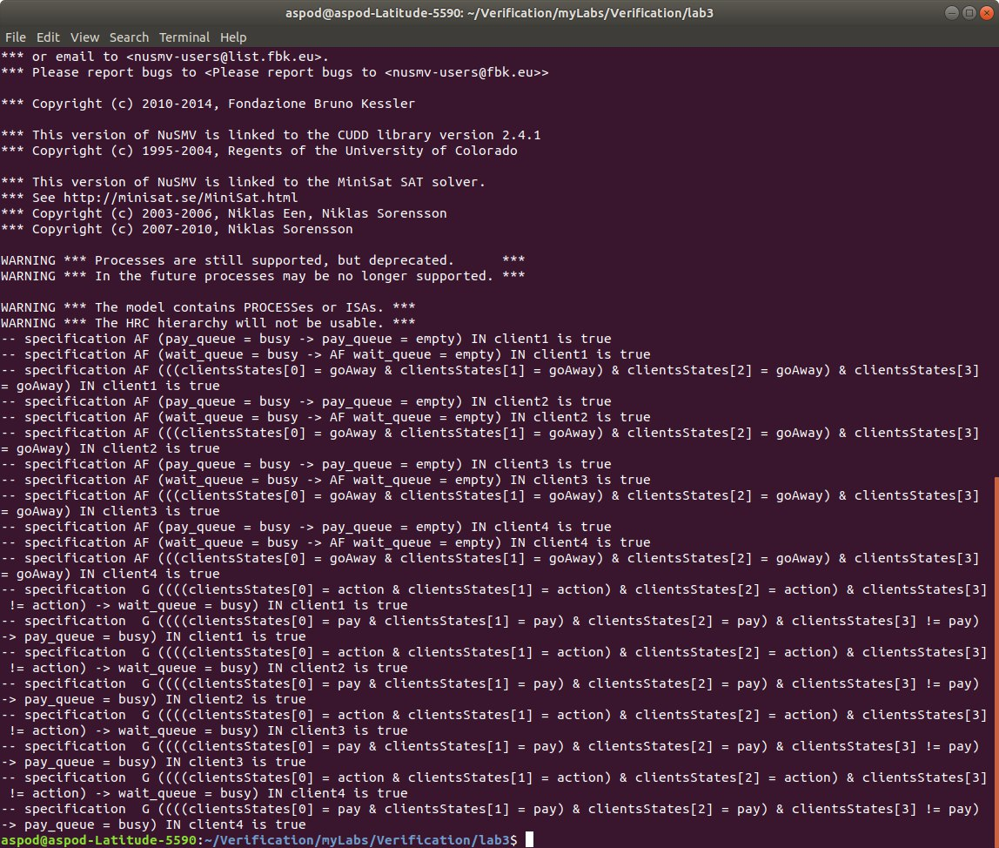 aspod@aspod-Latitude-5590: ~/Verification/myLabs/Verification/lab3
File Edit View Search Terminal Help
*** or email to <nusmv-users@list.fbk.eu>.
*** Please report bugs to <Please report bugs to <nusmv-users@fbk.eu>>
*** Copyright (c) 2010-2014, Fondazione Bruno Kessler
*** This version of NuSMV is linked to the CUDD library version 2.4.1
*** Copyright (c) 1995-2004, Regents of the University of Colorado
*** This version of NuSMV is linked to the MiniSat SAT solver.
*** See http://minisat.se/MiniSat.html
*** Copyright (c) 2003-2006, Niklas Een, Niklas Sorensson
*** Copyright (c) 2007-2010, Niklas Sorensson
WARNING *** Processes are still supported, but deprecated.      ***
WARNING *** In the future processes may be no longer supported. ***
WARNING *** The model contains PROCESSes or ISAs. ***
WARNING *** The HRC hierarchy will not be usable. ***
-- specification AF (pay_queue = busy -> pay_queue = empty) IN client1 is true
-- specification AF (wait_queue = busy -> AF wait_queue = empty) IN client1 is true
-- specification AF (((clientsStates[0] = goAway & clientsStates[1] = goAway) & clientsStates[2] = goAway) & clientsStates[3]
= goAway) IN client1 is true
-- specification AF (pay_queue = busy -> pay_queue = empty) IN client2 is true
-- specification AF (wait_queue = busy -> AF wait_queue = empty) IN client2 is true
-- specification AF (((clientsStates[0] = goAway & clientsStates[1] = goAway) & clientsStates[2] = goAway) & clientsStates[3]
= goAway) IN client2 is true
-- specification AF (pay_queue = busy -> pay_queue = empty) IN client3 is true
-- specification AF (wait_queue = busy -> AF wait_queue = empty) IN client3 is true
-- specification AF (((clientsStates[0] = goAway & clientsStates[1] = goAway) & clientsStates[2] = goAway) & clientsStates[3]
= goAway) IN client3 is true
-- specification AF (pay_queue = busy -> pay_queue = empty) IN client4 is true
-- specification AF (wait_queue = busy -> AF wait_queue = empty) IN client4 is true
-- specification AF (((clientsStates[0] = goAway & clientsStates[1] = goAway) & clientsStates[2] = goAway) & clientsStates[3]
= goAway) IN client4 is true
-- specification  G ((((clientsStates[0] = action & clientsStates[1] = action) & clientsStates[2] = action) & clientsStates[3]
 != action) -> wait_queue = busy) IN client1 is true
-- specification  G ((((clientsStates[0] = pay & clientsStates[1] = pay) & clientsStates[2] = pay) & clientsStates[3] != pay)
-> pay_queue = busy) IN client1 is true
-- specification  G ((((clientsStates[0] = action & clientsStates[1] = action) & clientsStates[2] = action) & clientsStates[3]
 != action) -> wait_queue = busy) IN client2 is true
-- specification  G ((((clientsStates[0] = pay & clientsStates[1] = pay) & clientsStates[2] = pay) & clientsStates[3] != pay)
-> pay_queue = busy) IN client2 is true
-- specification  G ((((clientsStates[0] = action & clientsStates[1] = action) & clientsStates[2] = action) & clientsStates[3]
 != action) -> wait_queue = busy) IN client3 is true
-- specification  G ((((clientsStates[0] = pay & clientsStates[1] = pay) & clientsStates[2] = pay) & clientsStates[3] != pay)
-> pay_queue = busy) IN client3 is true
-- specification  G ((((clientsStates[0] = action & clientsStates[1] = action) & clientsStates[2] = action) & clientsStates[3]
 != action) -> wait_queue = busy) IN client4 is true
-- specification  G ((((clientsStates[0] = pay & clientsStates[1] = pay) & clientsStates[2] = pay) & clientsStates[3] != pay)
-> pay_queue = busy) IN client4 is true
aspod@aspod-Latitude-5590:~/Verification/myLabs/Verification/lab3$